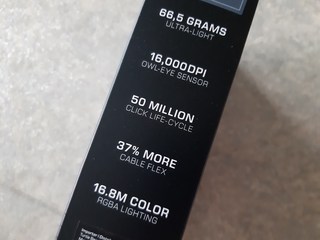 66,5 GRAMS
ULTRA-LIGHT
16,000DPI
OWL-EYE SENSOR
50 MILLION
CLICK LIFE-CYCLE
37% MORE
CABLE FLEX
16.8M COLOR
RGBA LIGHTING